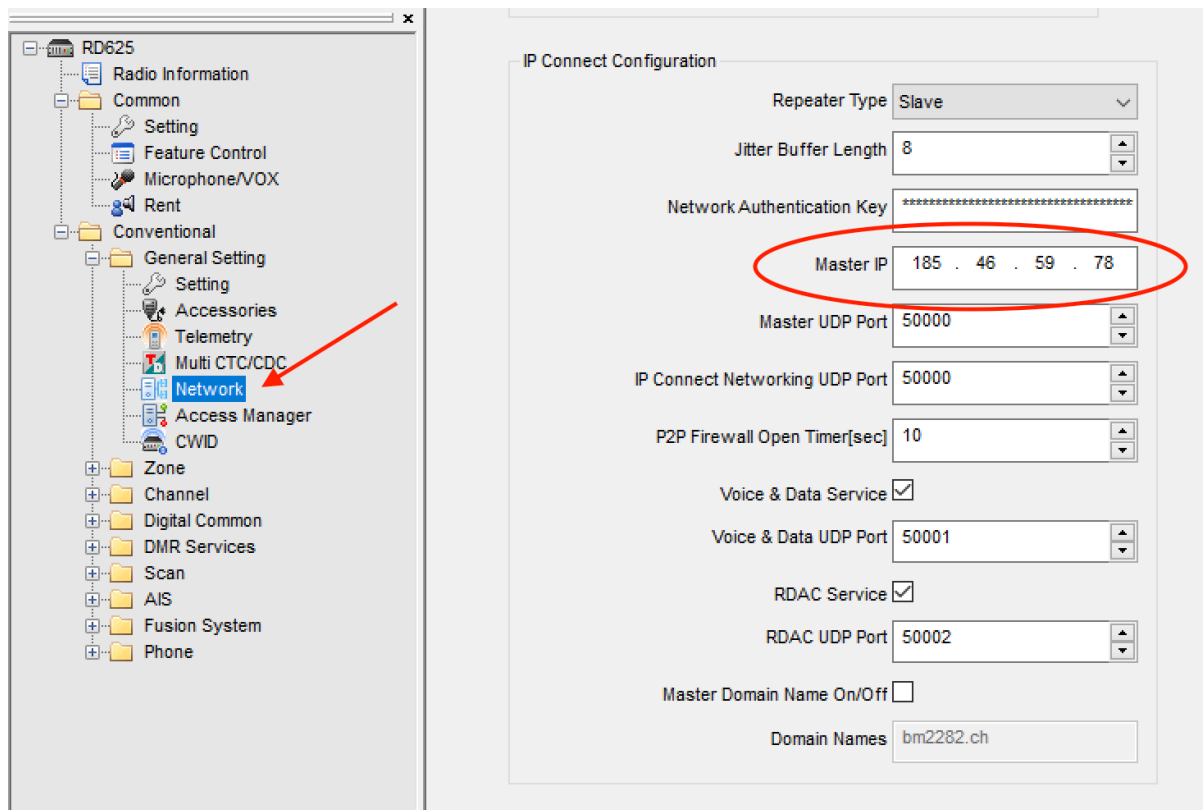 RD625
Radio Information
Common
Setting
Feature Control
Microphone/VOX
Rent
Conventional
General Setting
Setting
Accessories
Telemetry
Multi CTC/CDC
Network
Access Manager
CWID
Zone
Channel
Digital Common
DMR Services
Scan
AIS
Fusion System
Phone
IP Connect Configuration
Repeater Type Slave
Jitter Buffer Length 8
Network Authentication Key ***********************************
Master IP 185 . 46 . 59 . 78
Master UDP Port 50000
IP Connect Networking UDP Port 50000
P2P Firewall Open Timer[sec] 10
Voice & Data Service
Voice & Data UDP Port 50001
RDAC Service
RDAC UDP Port 50002
Master Domain Name On/Off
Domain Names bm2282.ch